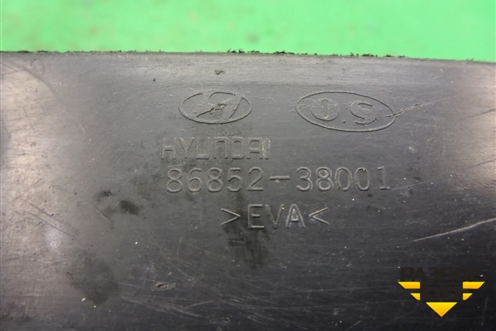 O.S
HYUNDAI
86852-38001
>EVA<